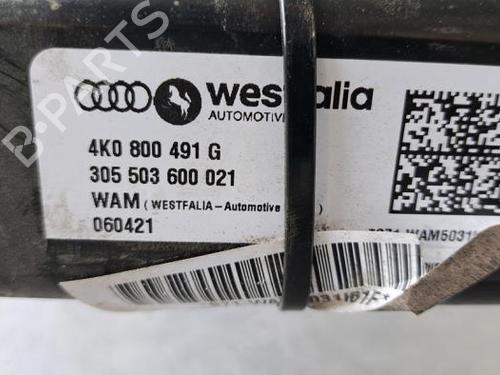 B-PARTS
westfalia
AUTOMOTIVE
4K0 800 491 G
305 503 600 021
WAM ( WESTFALIA-Automotive
060421